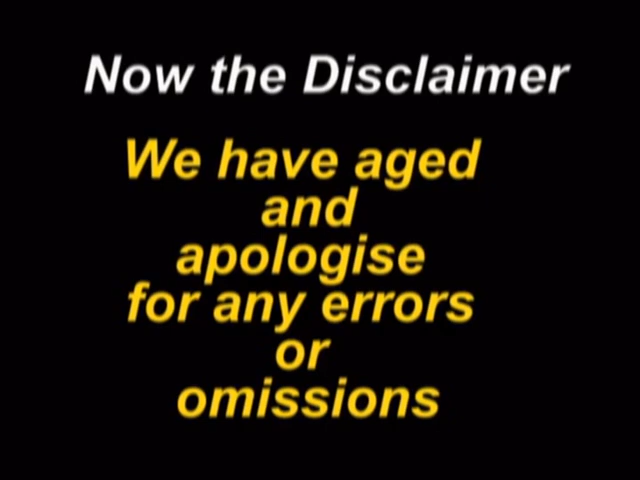 Now the Disclaimer
We have aged
and
apologise
for any errors
or
omissions